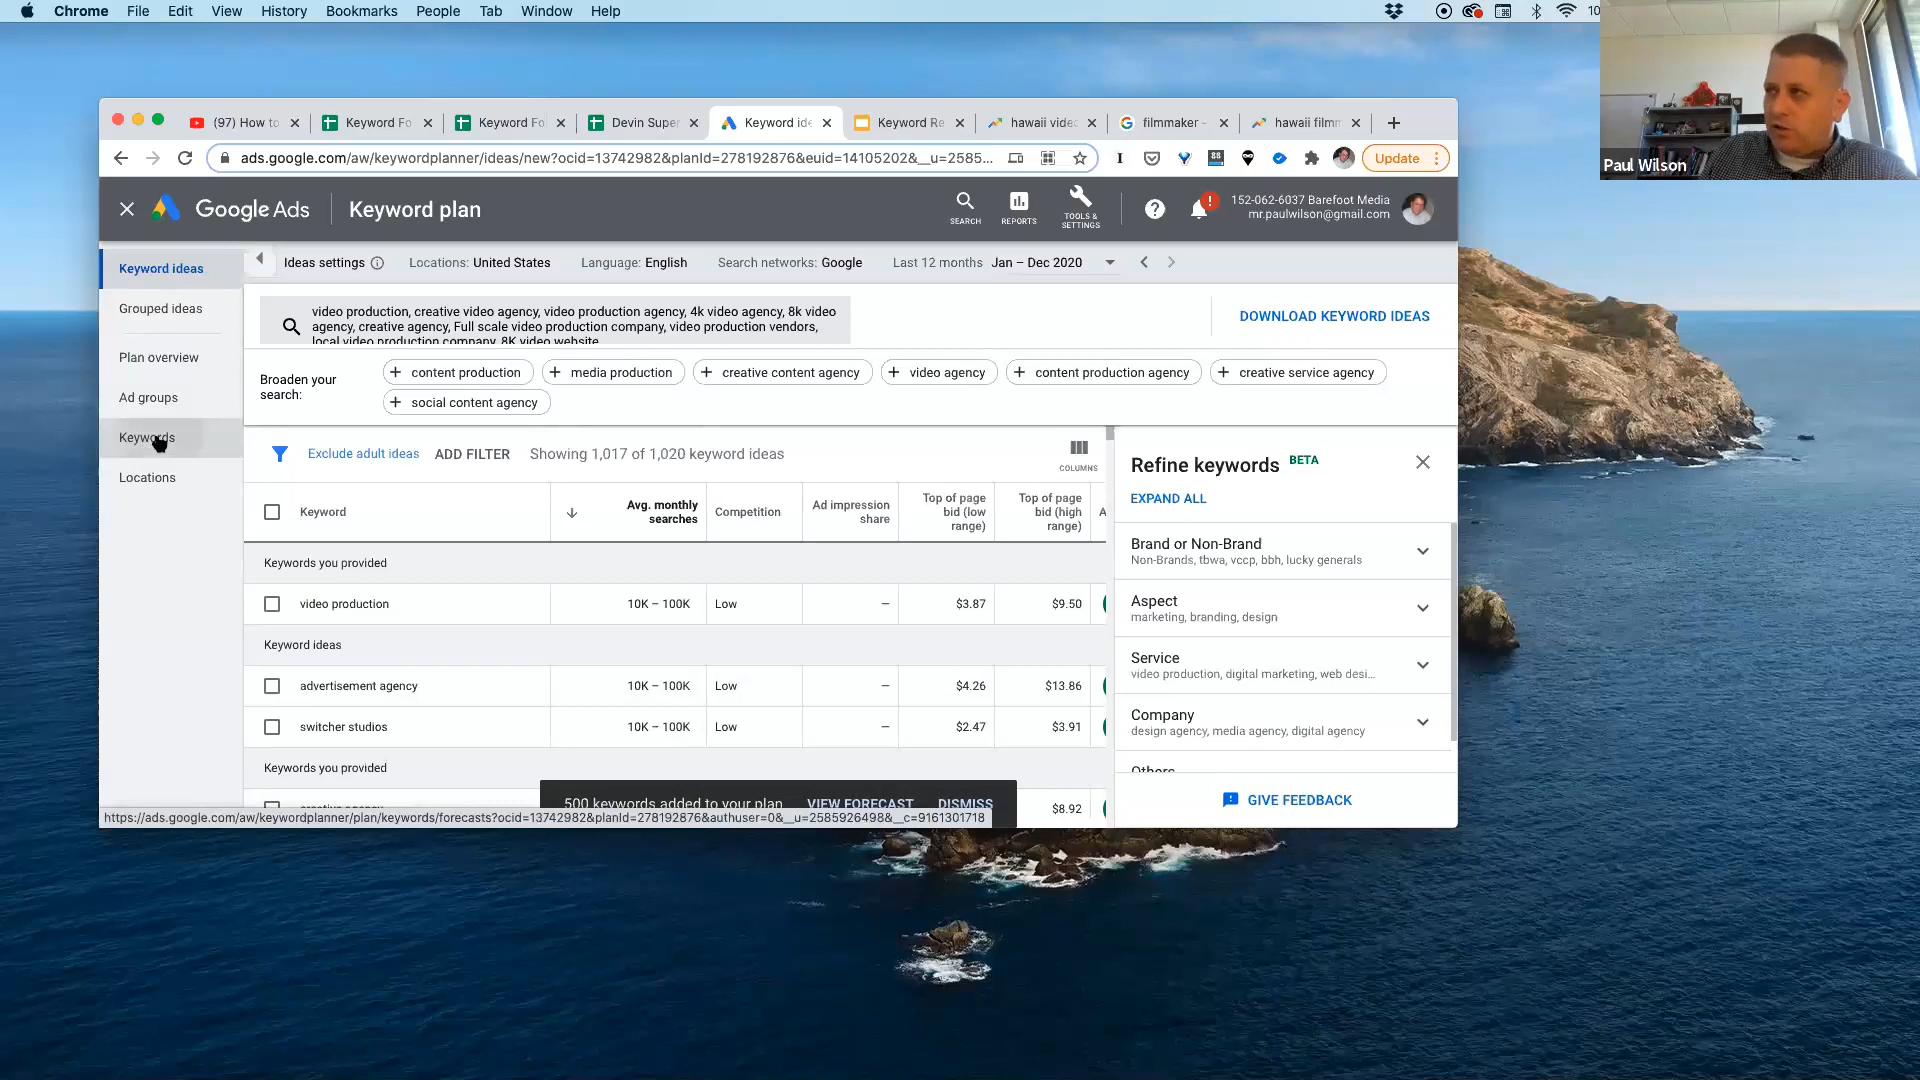 Chrome File Edit View History Bookmarks People Tab Window Help
10
Paul Wilson
(97) How to
Keyword Fo
Keyword Fo
Devin Super
Keyword ide
Keyword Re
hawaii video
filmmaker -
hawaii filmm
ads.google.com/aw/keywordplanner/ideas/new?ocid=13742982&planId=278192876&euid=14105202&__u=2585...
Update
Google Ads
Keyword plan
SEARCH
REPORTS
TOOLS &
SETTINGS
152-062-6037 Barefoot Media
mr.paulwilson@gmail.com
Keyword ideas
Grouped ideas
Plan overview
Ad groups
Keywords
Locations
Ideas settings Locations: United States Language: English Search networks: Google Last 12 months Jan – Dec 2020
video production, creative video agency, video production agency, 4k video agency, 8k video
agency, creative agency, Full scale video production company, video production vendors,
local video production company, 8K video website
DOWNLOAD KEYWORD IDEAS
Broaden your
search:
content production
media production
creative content agency
video agency
content production agency
creative service agency
social content agency
Exclude adult ideas ADD FILTER Showing 1,017 of 1,020 keyword ideas
COLUMNS
Keyword
Avg. monthly
searches
Competition
Ad impression
share
Top of page
bid (low
range)
Top of page
bid (high
range)
A
Keywords you provided
video production 10K – 100K Low – $3.87 $9.50
Keyword ideas
advertisement agency 10K – 100K Low – $4.26 $13.86
switcher studios 10K – 100K Low – $2.47 $3.91
Keywords you provided
creative agency $8.92
500 keywords added to your plan VIEW FORECAST DISMISS
https://ads.google.com/aw/keywordplanner/plan/keywords/forecasts?ocid=13742982&planId=278192876&authuser=0&__u=2585926498&__c=9161301718
Refine keywords BETA
EXPAND ALL
Brand or Non-Brand
Non-Brands, tbwa, vccp, bbh, lucky generals
Aspect
marketing, branding, design
Service
video production, digital marketing, web desi...
Company
design agency, media agency, digital agency
Others
GIVE FEEDBACK